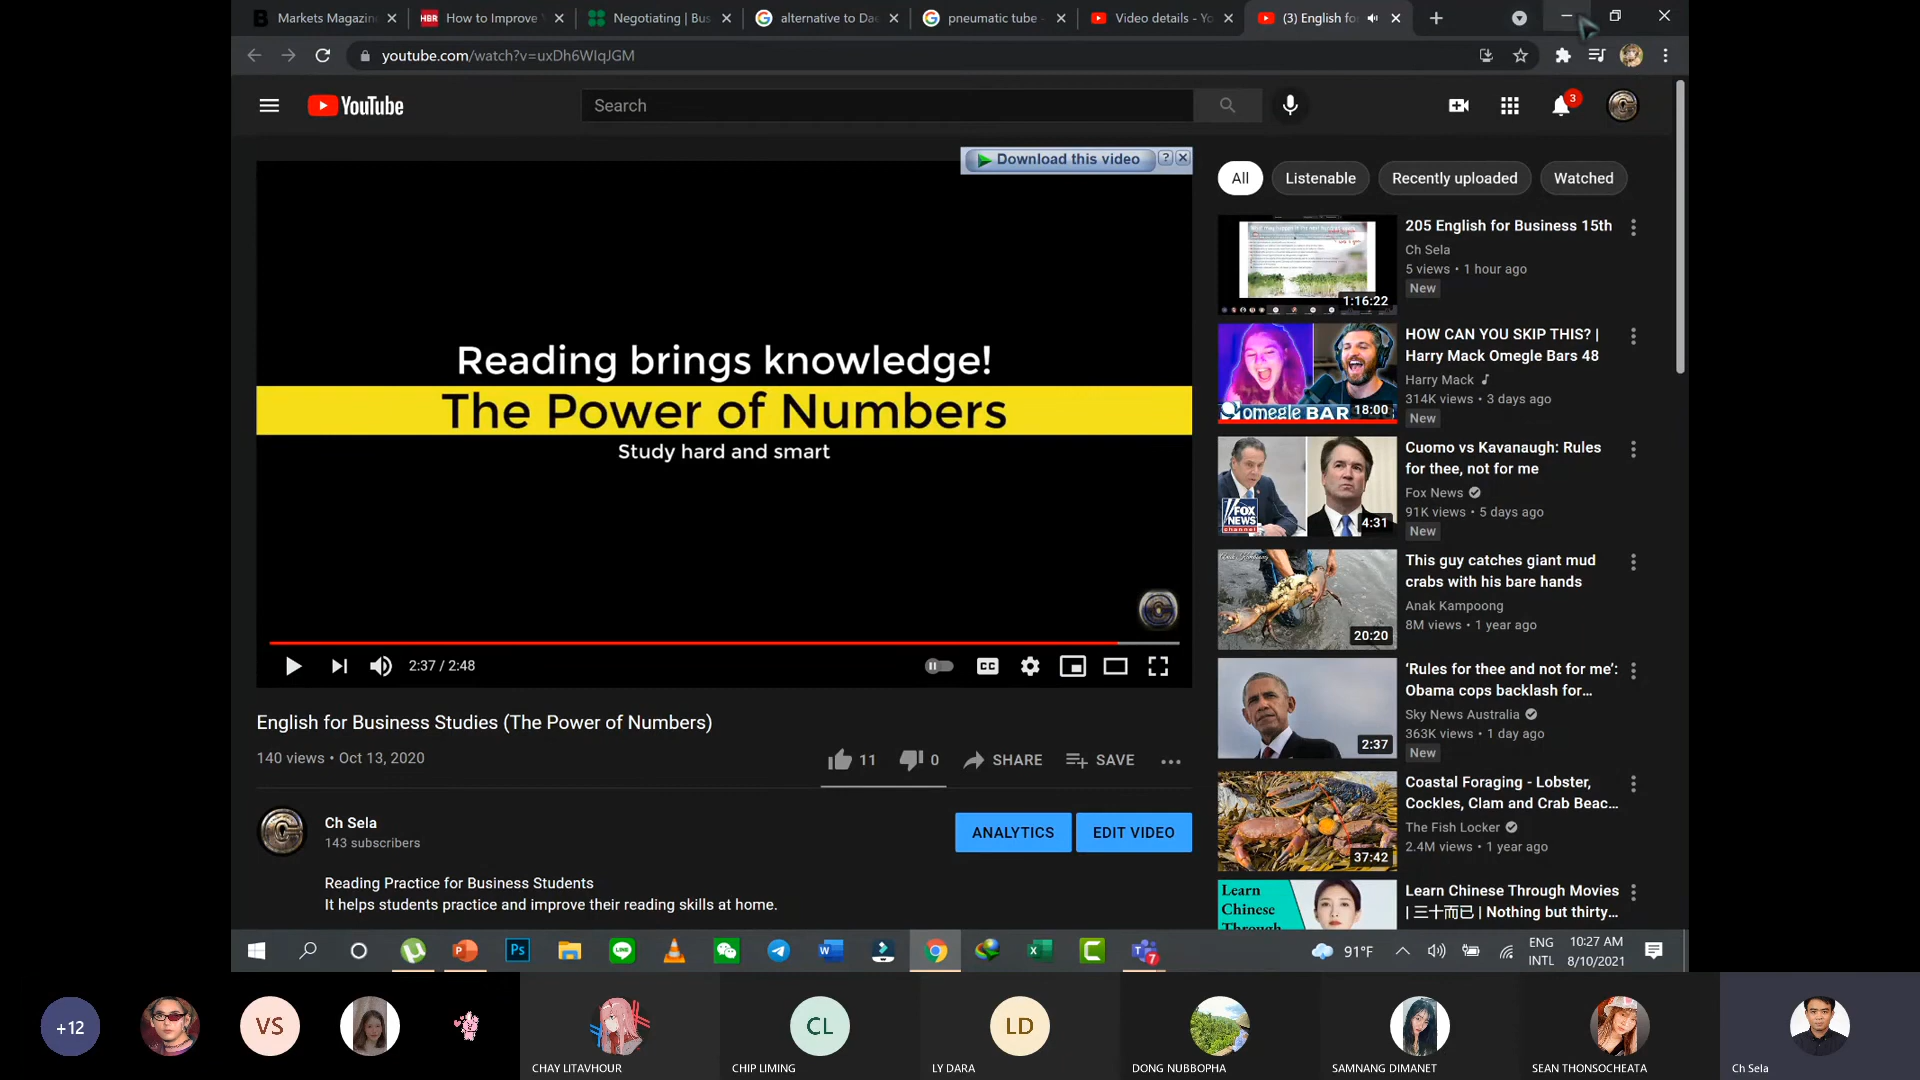 Markets Magazin
HBR How to Improve
Negotiating | Bus
alternative to Dae
pneumatic tube -
Video details - Yo
(3) English fo
youtube.com/watch?v=uxDh6WlqJGM
YouTube
Search
3
Download this video
All
Listenable
Recently uploaded
Watched
Reading brings knowledge!
The Power of Numbers
Study hard and smart
2:37 / 2:48
English for Business Studies (The Power of Numbers)
140 views • Oct 13, 2020
11
0
SHARE
SAVE
Ch Sela
143 subscribers
ANALYTICS
EDIT VIDEO
Reading Practice for Business Students
It helps students practice and improve their reading skills at home.
1:16:22
205 English for Business 15th
Ch Sela
5 views • 1 hour ago
New
omegle BAR
18:00
HOW CAN YOU SKIP THIS? |
Harry Mack Omegle Bars 48
Harry Mack
314K views • 3 days ago
New
FOX
NEWS
channel
4:31
Cuomo vs Kavanaugh: Rules
for thee, not for me
Fox News
91K views • 5 days ago
New
20:20
This guy catches giant mud
crabs with his bare hands
Anak Kampoong
8M views • 1 year ago
2:37
‘Rules for thee and not for me’:
Obama cops backlash for...
Sky News Australia
363K views • 1 day ago
New
37:42
Coastal Foraging - Lobster,
Cockles, Clam and Crab Beac...
The Fish Locker
2.4M views • 1 year ago
Learn
Chinese
Through
Learn Chinese Through Movies
| 三十而已 | Nothing but thirty...
91°F
ENG
INTL
10:27 AM
8/10/2021
+12
VS
CHAY LITAVHOUR
CL
CHIP LIMING
LD
LY DARA
DONG NUBBOPHA
SAMNANG DIMANET
SEAN THONSOCHEATA
Ch Sela